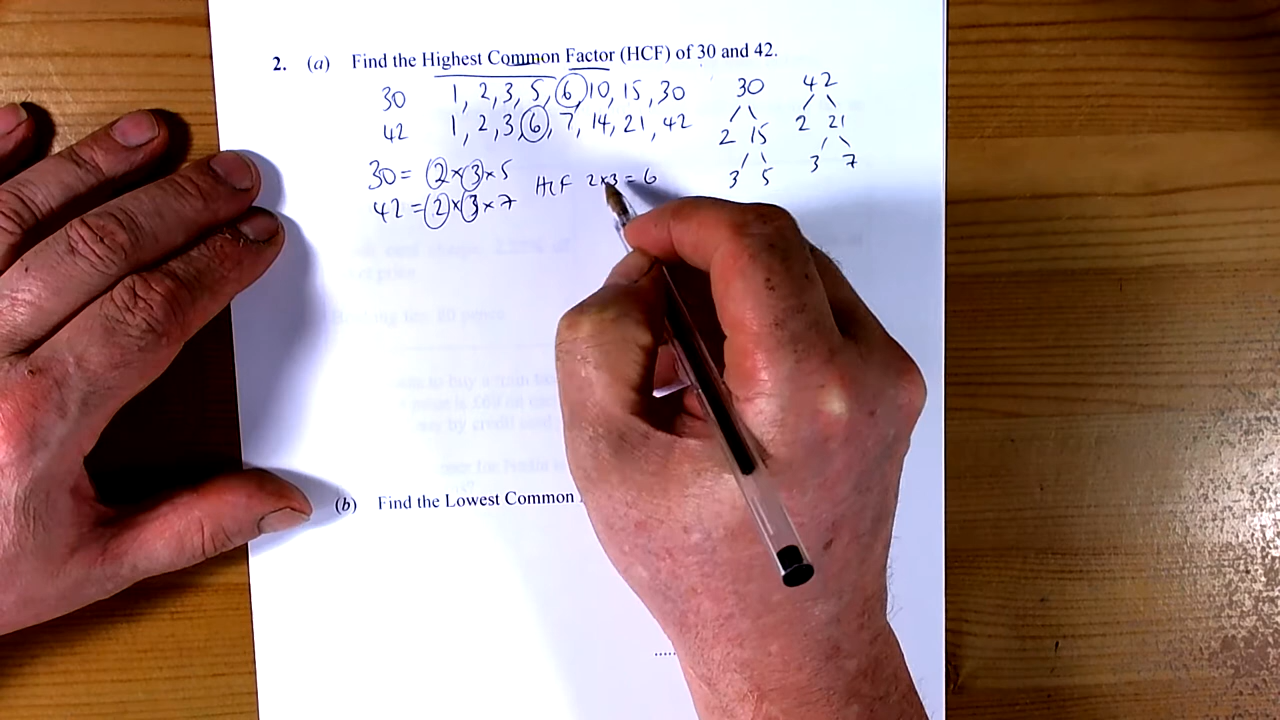 2. (a) Find the Highest Common Factor (HCF) of 30 and 42.
30 1, 2, 3, 5, 6, 10, 15, 30
42 1, 2, 3, 6, 7, 14, 21, 42
30 = 2 × 3 × 5
42 = 2 × 3 × 7
HCF 2×3 = 6
30
2 15
3 5
42
2 21
3 7
(b) Find the Lowest Common